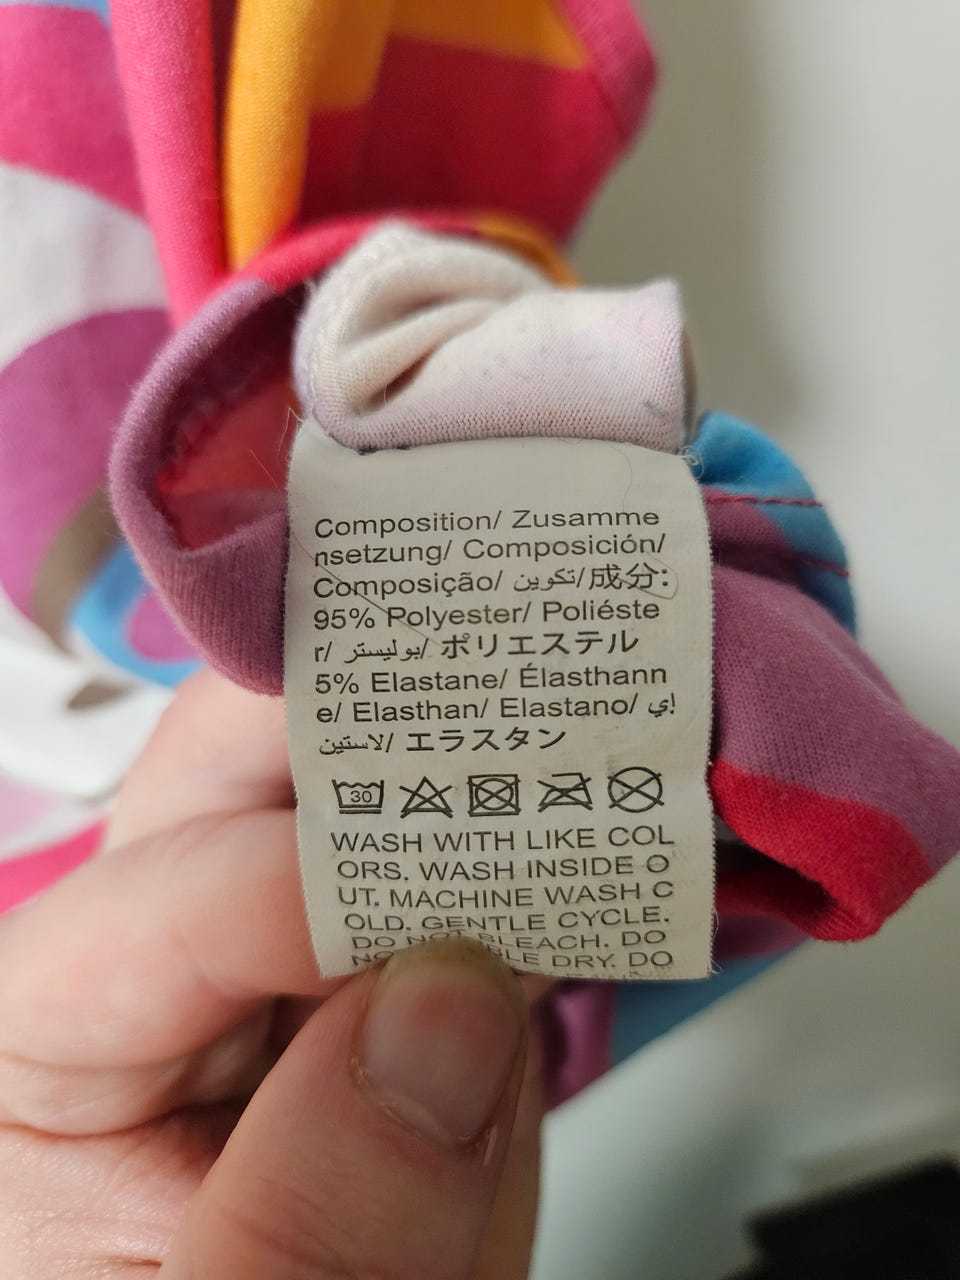 Composition/ Zusamme
nsetzung/ Composición/
Composição/ تكوين/成分:
95% Polyester/ Poliéste
r/ بوليستر/ ポリエステル
5% Elastane/ Élasthann
e/ Elasthan/ Elastano/ إي
لاستين/ エラスタン
30
WASH WITH LIKE COL
ORS. WASH INSIDE O
UT. MACHINE WASH C
OLD. GENTLE CYCLE.
DO NOT BLEACH. DO
DRY. DO